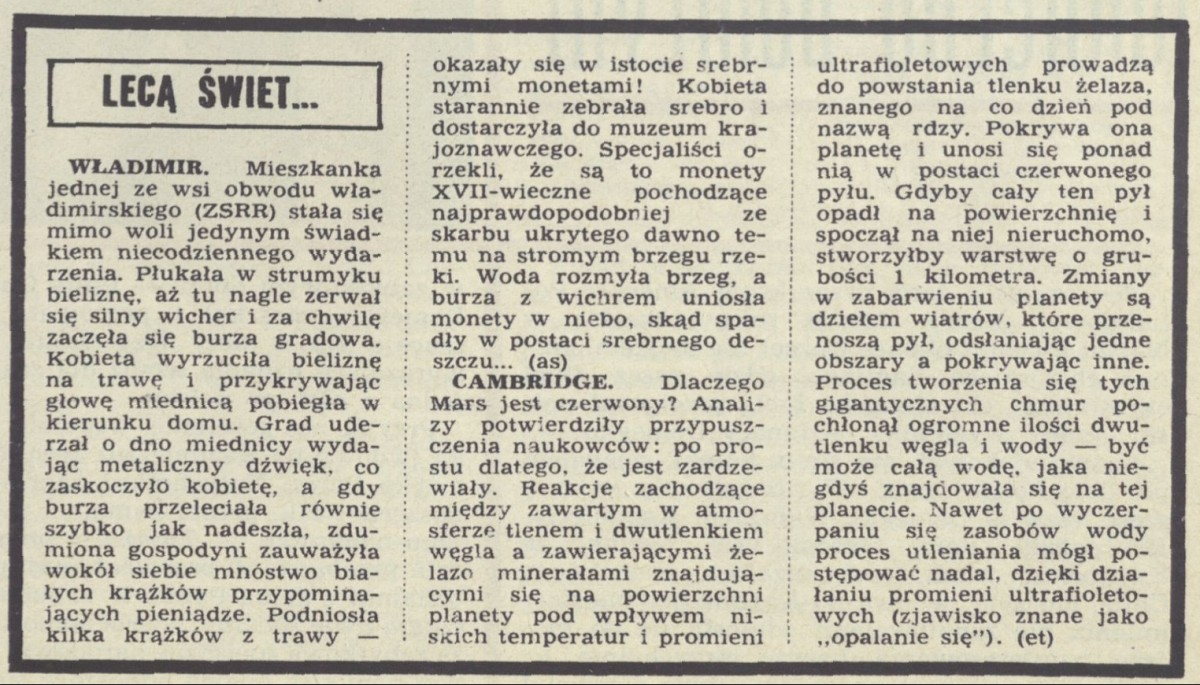 LECĄ ŚWIET...
WŁADIMIR. Mieszkanka
jednej ze wsi obwodu wła-
dimirskiego (ZSRR) stała się
mimo woli jedynym świad-
kiem niecodziennego wyda-
rzenia. Płukała w strumyku
bieliznę, aż tu nagle zerwał
się silny wicher i za chwilę
zaczęła się burza gradowa.
Kobieta wyrzuciła bieliznę
na trawę i przykrywając
głowę miednicą pobiegła w
kierunku domu. Grad ude-
rzał o dno miednicy wyda-
jąc metaliczny dźwięk, co
zaskoczyło kobietę, a gdy
burza przeleciała równie
szybko jak nadeszła, zdu-
miona gospodyni zauważyła
wokół siebie mnóstwo bia-
łych krążków przypomina-
jących pieniądze. Podniosła
kilka krążków z trawy —
okazały się w istocie srebr-
nymi monetami! Kobieta
starannie zebrała srebro i
dostarczyła do muzeum kra-
joznawczego. Specjaliści o-
rzekli, że są to monety
XVII-wieczne pochodzące
najprawdopodobniej ze
skarbu ukrytego dawno te-
mu na stromym brzegu rze-
ki. Woda rozmyła brzeg, a
burza z wichrem uniosła
monety w niebo, skąd spa-
dły w postaci srebrnego de-
szczu... (as)
CAMBRIDGE. Dlaczego
Mars jest czerwony? Anali-
zy potwierdziły przypusz-
czenia naukowców: po pro-
stu dlatego, że jest zardze-
wiały. Reakcje zachodzące
między zawartym w atmo-
sferze tlenem i dwutlenkiem
węgla a zawierającymi że-
lazo minerałami znajdują-
cymi się na powierzchni
planety pod wpływem ni-
skich temperatur i promieni
ultrafioletowych prowadzą
do powstania tlenku żelaza,
znanego na co dzień pod
nazwą rdzy. Pokrywa ona
planetę i unosi się ponad
nią w postaci czerwonego
pyłu. Gdyby cały ten pył
opadł na powierzchnię i
spoczął na niej nieruchomo,
stworzyłby warstwę o gru-
bości 1 kilometra. Zmiany
w zabarwieniu planety są
dziełem wiatrów, które prze-
noszą pył, odsłaniając jedne
obszary a pokrywając inne.
Proces tworzenia się tych
gigantycznych chmur po-
chłonął ogromne ilości dwu-
tlenku węgla i wody — być
może całą wodę, jaka nie-
gdyś znajdowała się na tej
planecie. Nawet po wyczer-
paniu się zasobów wody
proces utleniania mógł po-
stępować nadal, dzięki dzia-
łaniu promieni ultrafioleto-
wych (zjawisko znane jako
„opalanie się"). (et)